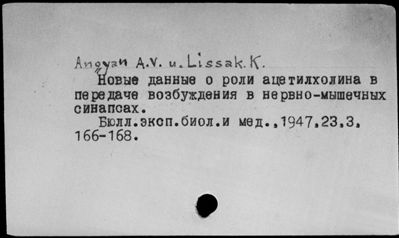 Angyan A.V. u. Lissak K.
Новые данные о роли ацетилхолина в
передаче возбуждения в нервно-мышечных
синапсах.
Бюлл.эксп.биол.и мед.,1947,23,3,
166-168.